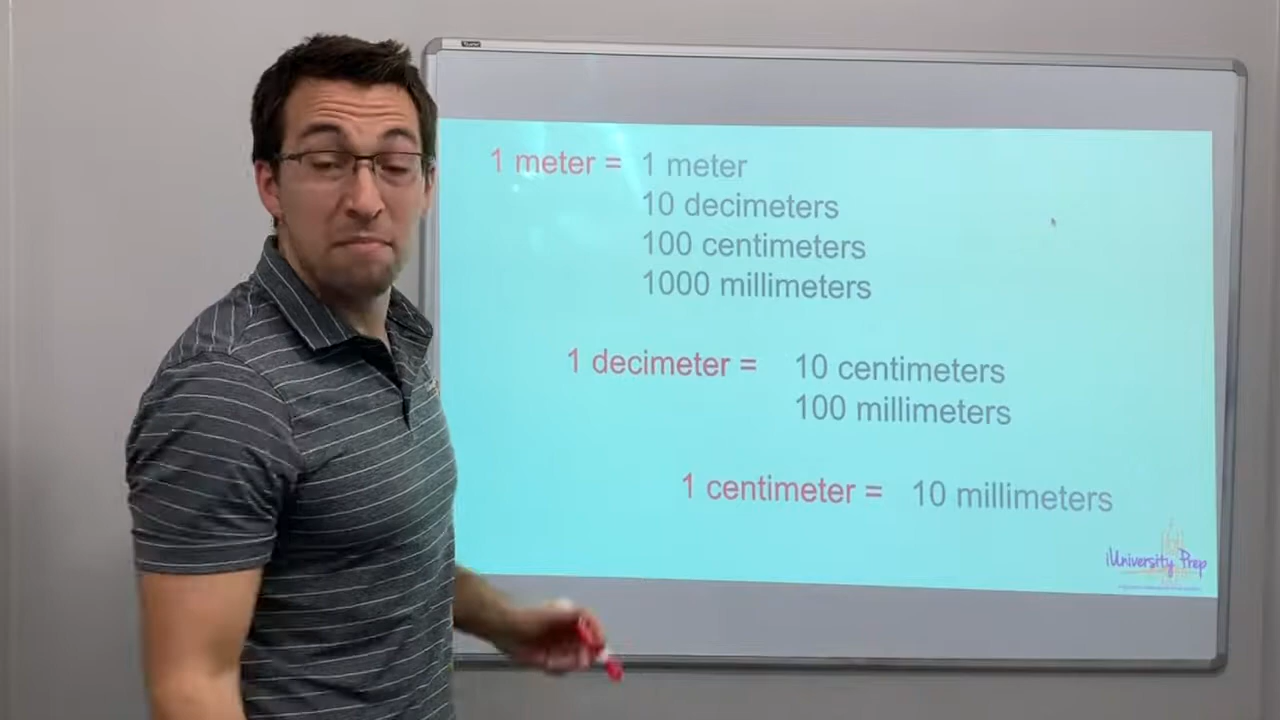 1 meter = 1 meter
10 decimeters
100 centimeters
1000 millimeters
1 decimeter = 10 centimeters
100 millimeters
1 centimeter = 10 millimeters
iUniversity Prep